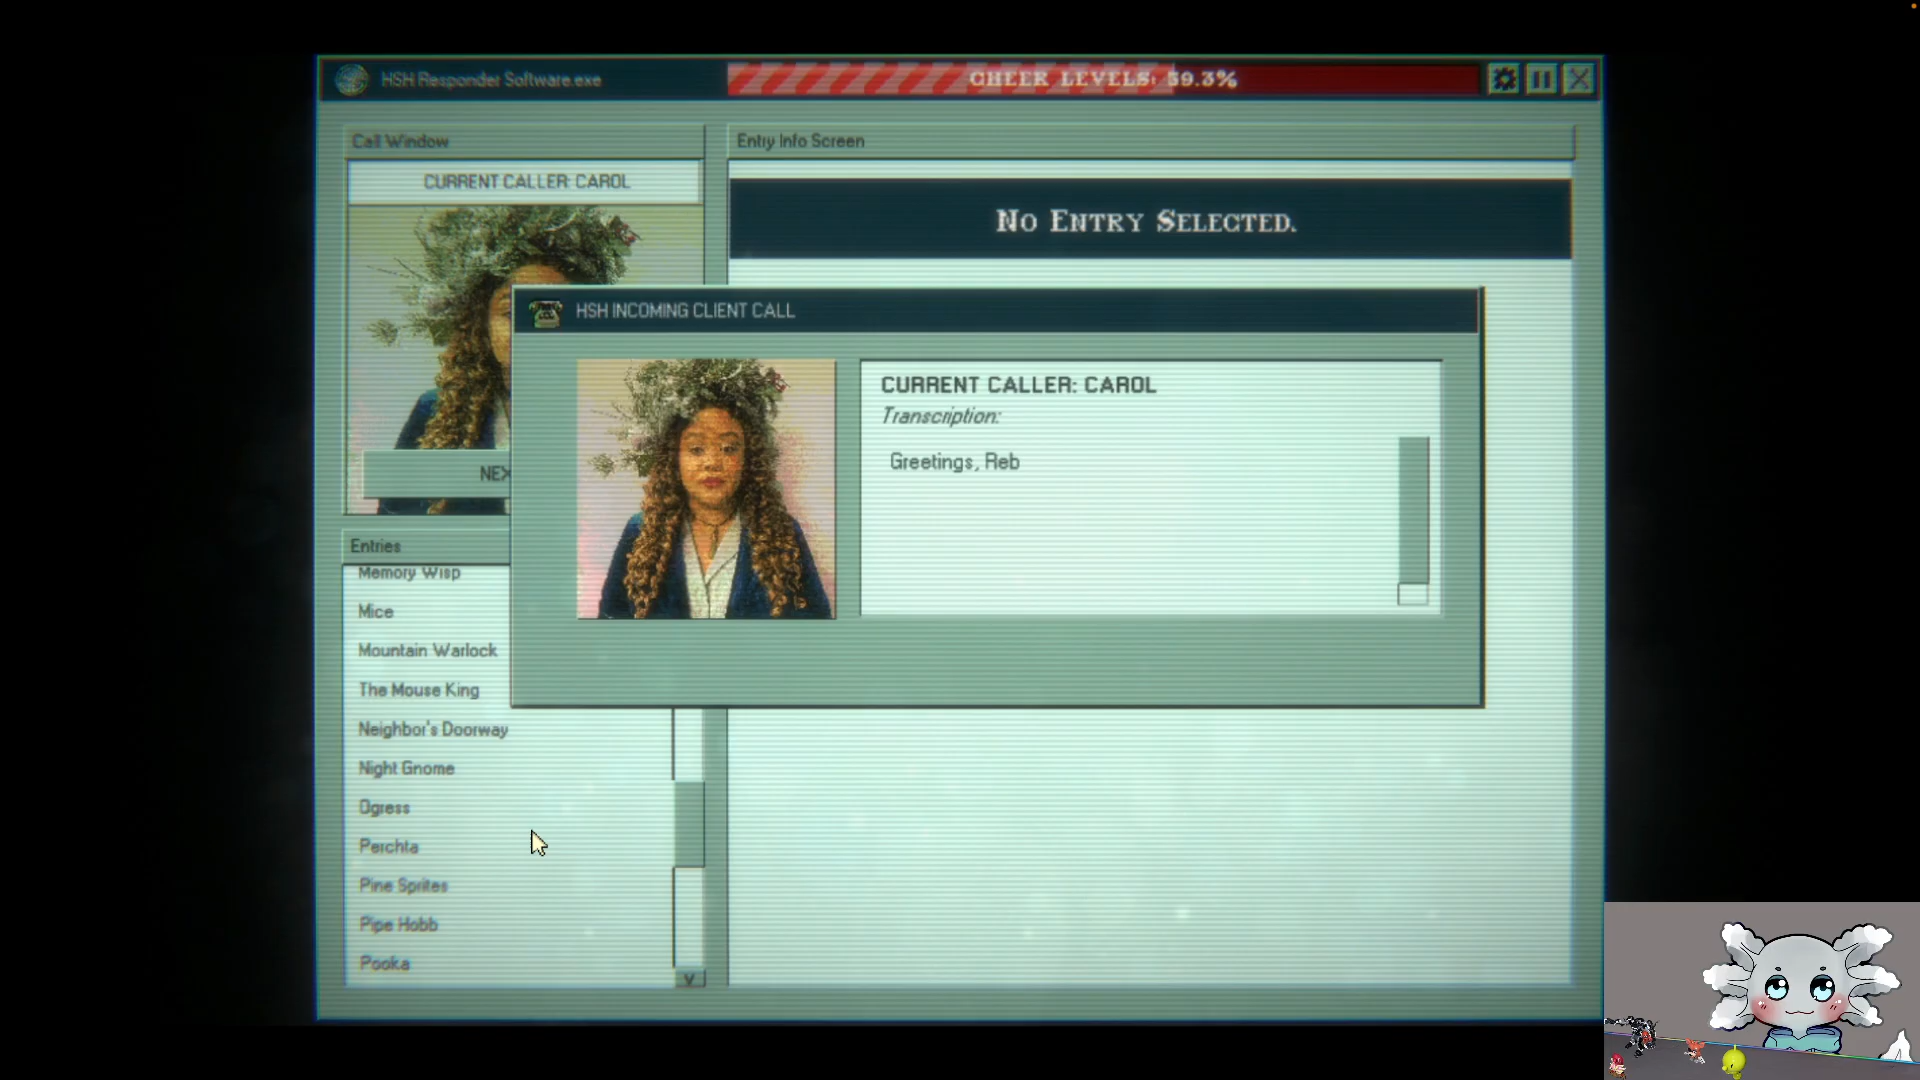 HSH Responder Software.exe
CHEER LEVELS: 59.3%
Call Window
CURRENT CALLER: CAROL
NEX
Entry Info Screen
No Entry Selected.
HSH INCOMING CLIENT CALL
CURRENT CALLER: CAROL
Transcription:
Greetings, Reb
Entries
Memory Wisp
Mice
Mountain Warlock
The Mouse King
Neighbor's Doorway
Night Gnome
Ogress
Perchta
Pine Sprites
Pipe Hobb
Pooka